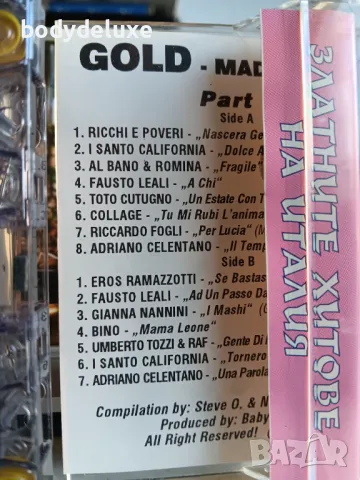 bodydeluxe
GOLD - MAD
Part
Side A
1. RICCHI E POVERI - „Nascera Ge
2. I SANTO CALIFORNIA - „Dolce A
3. AL BANO & ROMINA - „Fragile"
4. FAUSTO LEALI - „A Chi"
5. TOTO CUTUGNO - „Un Estate Con T
6. COLLAGE - „Tu Mi Rubi L'anima
7. RICCARDO FOGLI - „Per Lucia" (M
8. ADRIANO CELENTANO - „Il Temp
Side B
1. EROS RAMAZZOTTI - „Se Bastas
2. FAUSTO LEALI - „Ad Un Passo Da
3. GIANNA NANNINI - „I Mashi" (
4. BINO - „Mama Leone"
5. UMBERTO TOZZI & RAF - „Gente Di
6. I SANTO CALIFORNIA - „Tornero
7. ADRIANO CELENTANO - „Una Parola
Compilation by: Steve O. & N
Produced by: Baby
All Right Reserved!
ЗЛАТНИТЕ ХИТОВЕ
НА ИТАЛИЯ
bazar